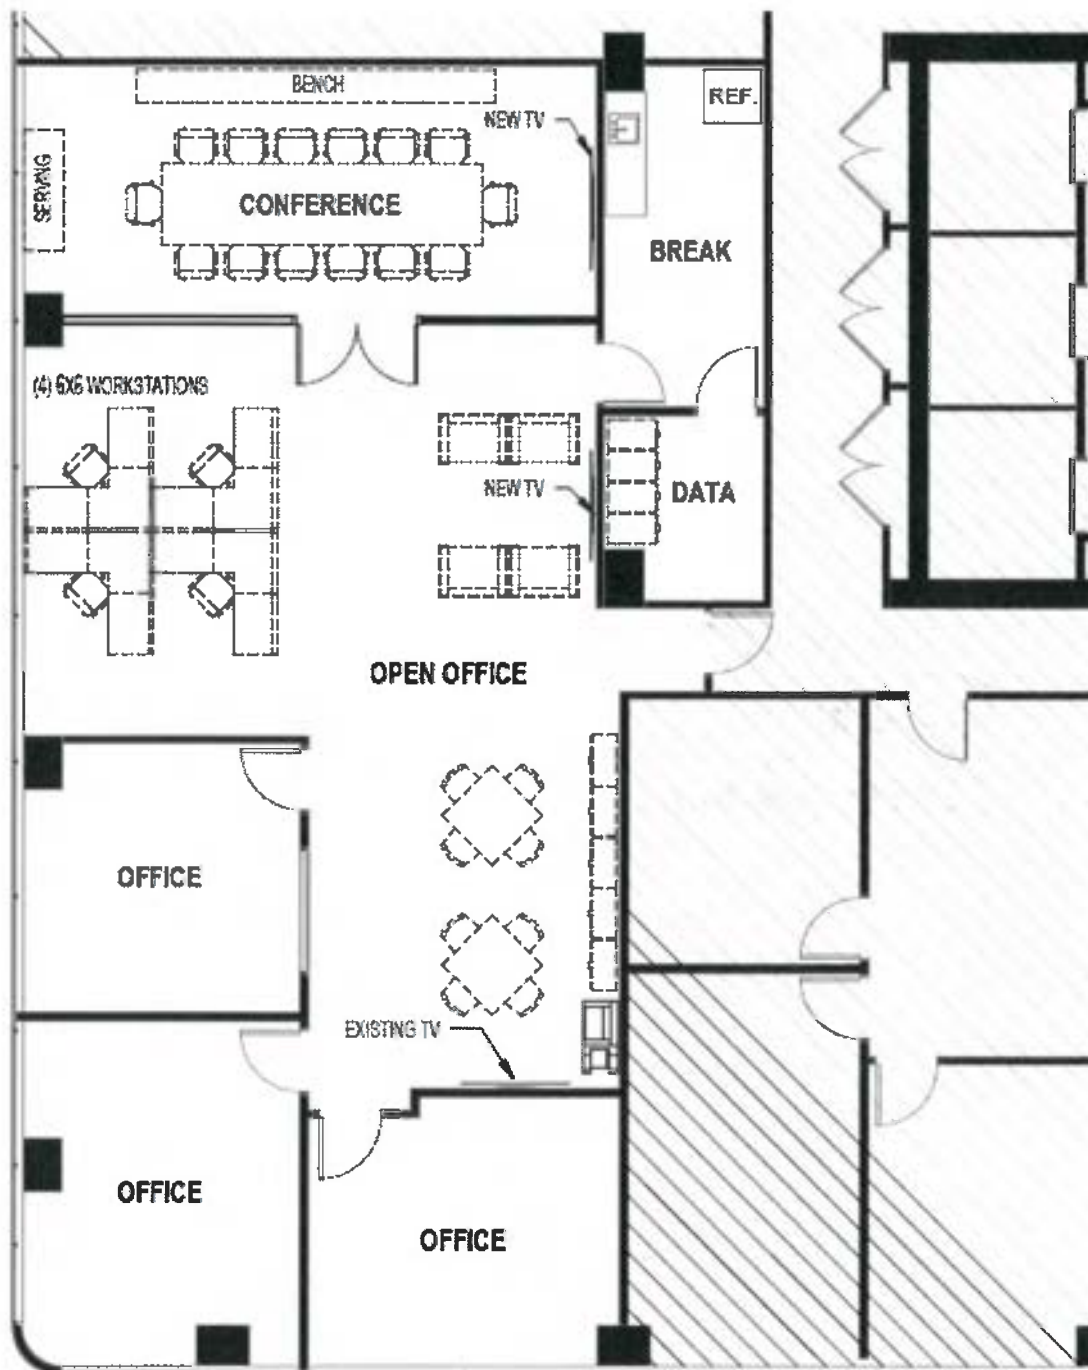 BENCH
REF.
NEW TV
SERVING
CONFERENCE
BREAK
(4) 6X6 WORKSTATIONS
NEW TV
DATA
OPEN OFFICE
OFFICE
EXISTING TV
OFFICE
OFFICE